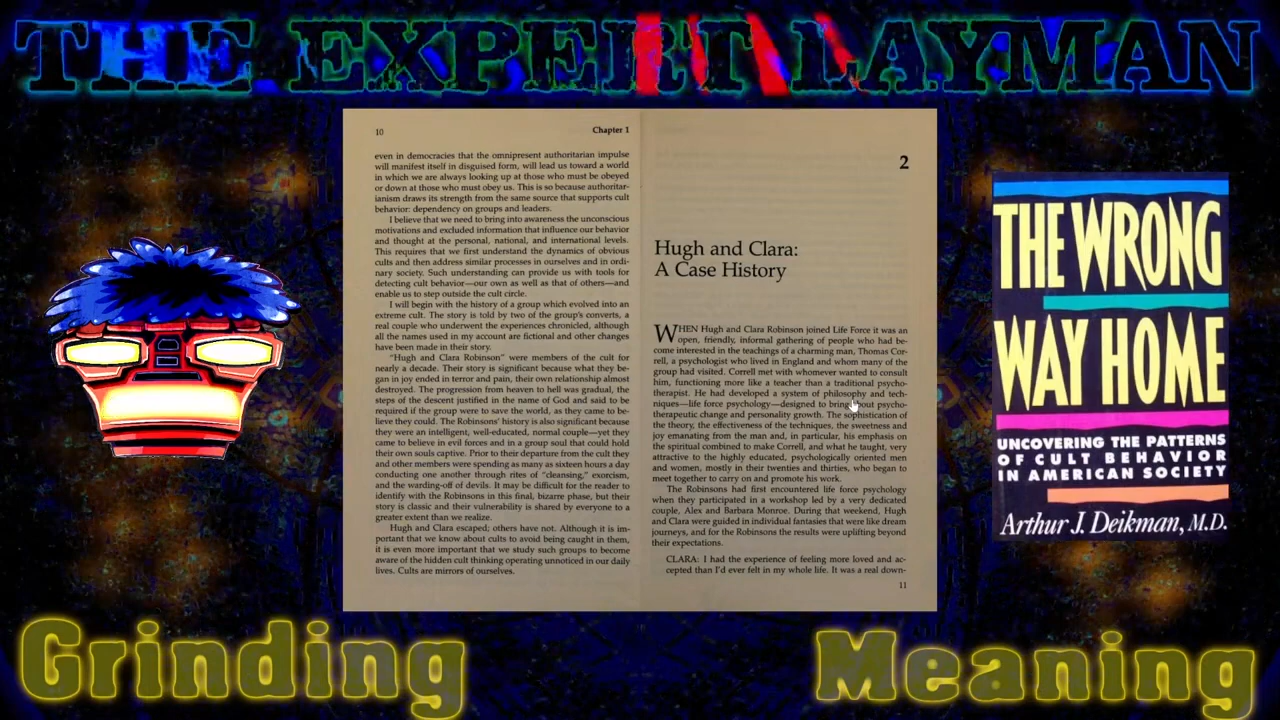 THE EXPERT LAYMAN
10
Chapter 1
even in democracies that the omnipresent authoritarian impulse
will manifest itself in disguised form, will lead us toward a world
in which we are always looking up at those who must be obeyed
or down at those who must obey us. This is so because authoritar-
ianism draws its strength from the same source that supports cult
behavior: dependency on groups and leaders.
I believe that we need to bring into awareness the unconscious
motivations and excluded information that influence our behavior
and thought at the personal, national, and international levels.
This requires that we first understand the dynamics of obvious
cults and then address similar processes in ourselves and in ordi-
nary society. Such understanding can provide us with tools for
detecting cult behavior—our own as well as that of others—and
enable us to step outside the cult circle.
I will begin with the history of a group which evolved into an
extreme cult. The story is told by two of the group's converts, a
real couple who underwent the experiences chronicled, although
all the names used in my account are fictional and other changes
have been made in their story.
"Hugh and Clara Robinson" were members of the cult for
nearly a decade. Their story is significant because what they be-
gan in joy ended in terror and pain, their own relationship almost
destroyed. The progression from heaven to hell was gradual, the
steps of the descent justified in the name of God and said to be
required if the group were to save the world, as they came to be-
lieve they could. The Robinsons' history is also significant because
they were an intelligent, well-educated, normal couple—yet they
came to believe in evil forces and in a group soul that could hold
their own souls captive. Prior to their departure from the cult they
and other members were spending as many as sixteen hours a day
conducting one another through rites of "cleansing," exorcism,
and the warding-off of devils. It may be difficult for the reader to
identify with the Robinsons in this final, bizarre phase, but their
story is classic and their vulnerability is shared by everyone to a
greater extent than we realize.
Hugh and Clara escaped; others have not. Although it is im-
portant that we know about cults to avoid being caught in them,
it is even more important that we study such groups to become
aware of the hidden cult thinking operating unnoticed in our daily
lives. Cults are mirrors of ourselves.
2
Hugh and Clara:
A Case History
WHEN Hugh and Clara Robinson joined Life Force it was an
open, friendly, informal gathering of people who had be-
come interested in the teachings of a charming man, Thomas Cor-
rell, a psychologist who lived in England and whom many of the
group had visited. Correll met with whomever wanted to consult
him, functioning more like a teacher than a traditional psycho-
therapist. He had developed a system of philosophy and tech-
niques—life force psychology—designed to bring about psycho-
therapeutic change and personality growth. The sophistication of
the theory, the effectiveness of the techniques, the sweetness and
joy emanating from the man and, in particular, his emphasis on
the spiritual combined to make Correll, and what he taught, very
attractive to the highly educated, psychologically oriented men
and women, mostly in their twenties and thirties, who began to
meet together to carry on and promote his work.
The Robinsons had first encountered life force psychology
when they participated in a workshop led by a very dedicated
couple, Alex and Barbara Monroe. During that weekend, Hugh
and Clara were guided in individual fantasies that were like dream
journeys, and for the Robinsons the results were uplifting beyond
their expectations.
CLARA: I had the experience of feeling more loved and ac-
cepted than I'd ever felt in my whole life. It was a real down-
11
THE WRONG
WAY HOME
UNCOVERING THE PATTERNS
OF CULT BEHAVIOR
IN AMERICAN SOCIETY
Arthur J. Deikman, M.D.
Grinding
Meaning